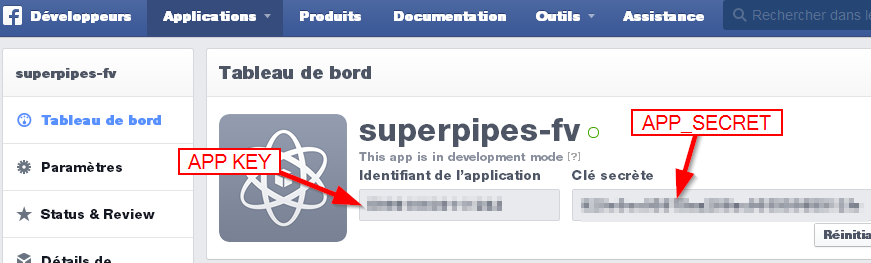 Développeurs Applications Produits Documentation Outils Assistance Rechercher dans le
superpipes-fv
Tableau de bord
Paramètres
Status & Review
Détails de
Tableau de bord
superpipes-fv
This app is in development mode [?]
Identifiant de l'application Clé secrète
APP KEY
APP_SECRET
Réinitia